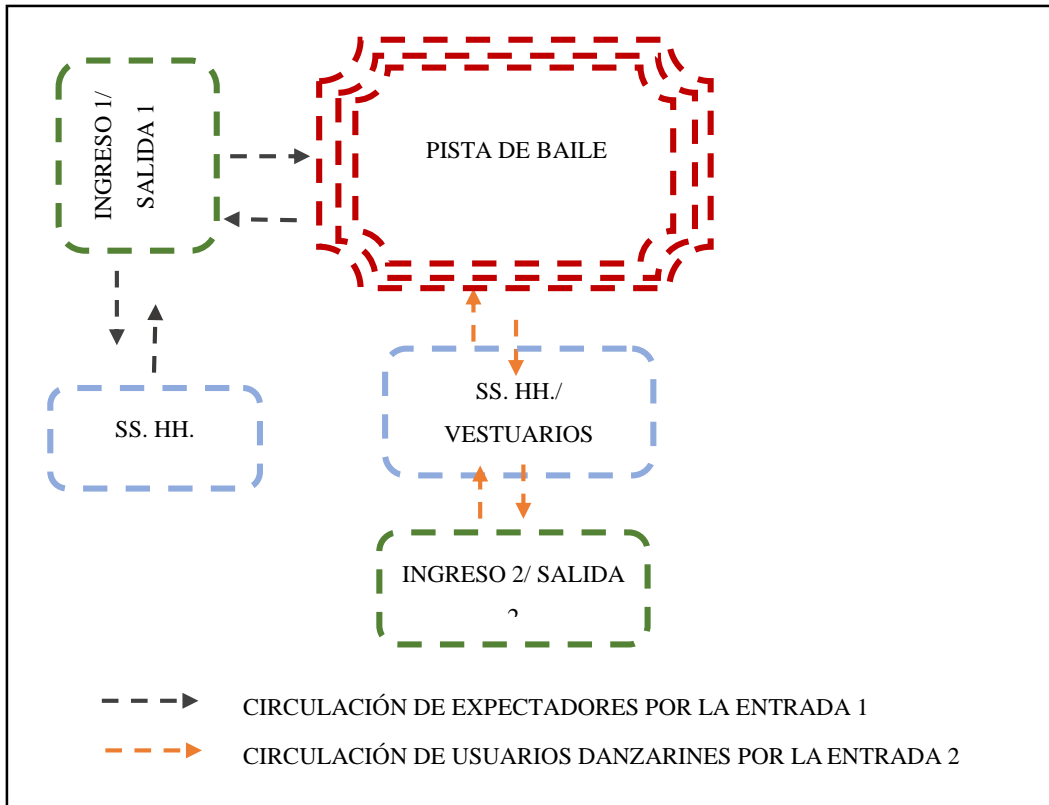 INGRESO 1/
SALIDA 1
PISTA DE BAILE
SS. HH.
SS. HH./
VESTUARIOS
INGRESO 2/ SALIDA
CIRCULACIÓN DE EXPECTADORES POR LA ENTRADA 1
CIRCULACIÓN DE USUARIOS DANZARINES POR LA ENTRADA 2